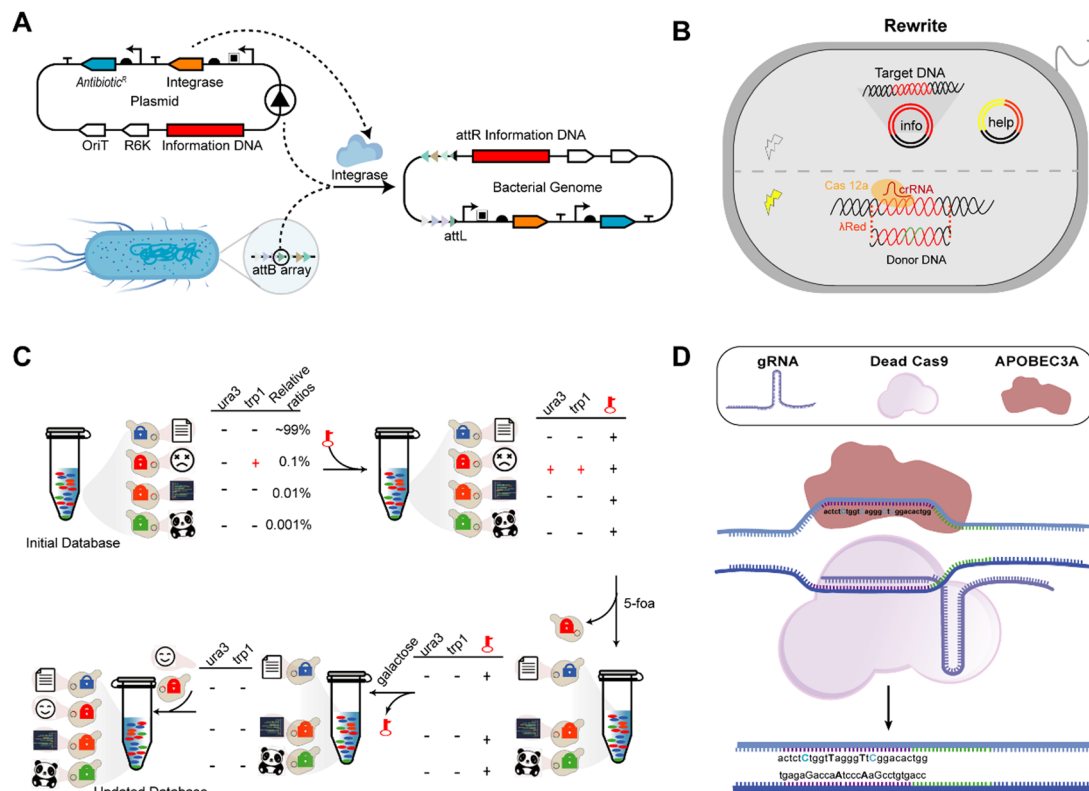 A
Antibiotic^R
Integrase
Plasmid
OriT
R6K
Information DNA
Integrase
attB array
attR Information DNA
Bacterial Genome
attL
B
Rewrite
Target DNA
info
help
Cas 12a
crRNA
λRed
Donor DNA
C
ura3
trp1
Relative
ratios
- - ~99%
- + 0.1%
- - 0.01%
- - 0.001%
Initial Database
ura3
trp1
- - +
+ + +
- - +
- - +
5-foa
ura3
trp1
- - +
- - +
- - +
galactose
ura3
trp1
- -
- -
- -
Updated Database
D
gRNA
Dead Cas9
APOBEC3A
actctCtggtTagggTtCggacactgg
tgagaGaccaAtcccAaGcctgtgacc